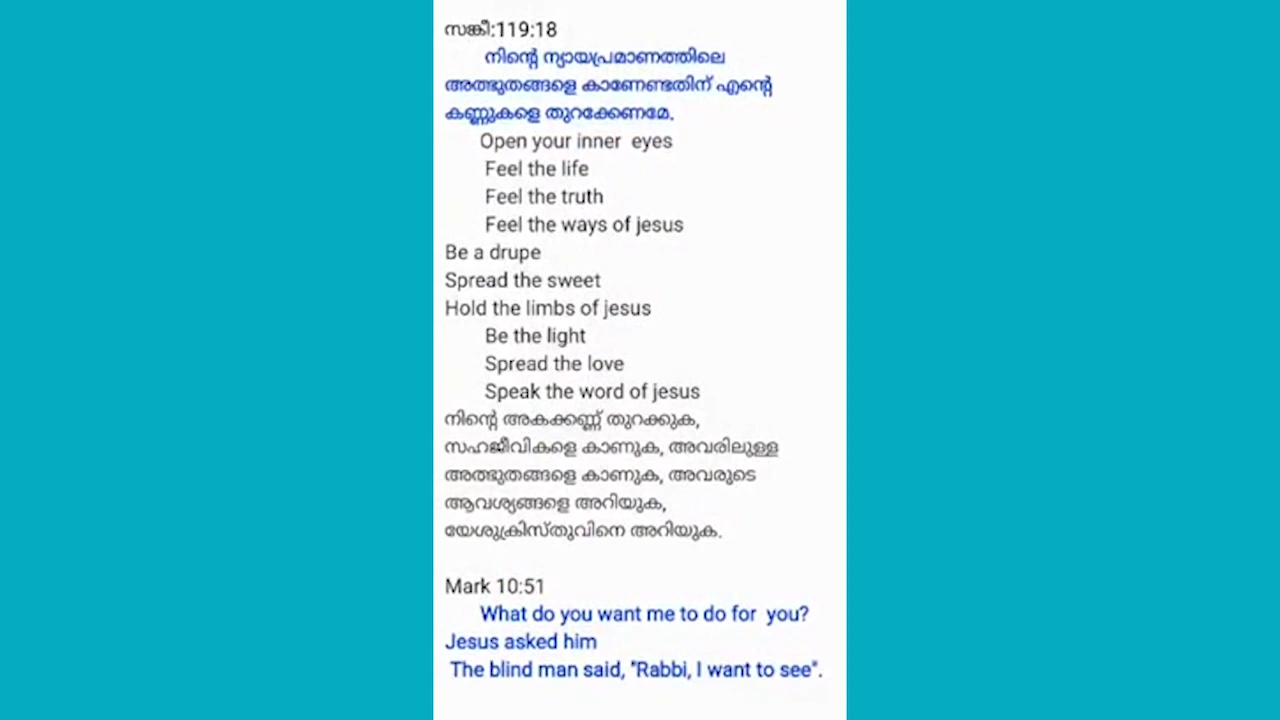 സങ്കീ:119:18
നിന്റെ ന്യായപ്രമാണത്തിലെ
അത്ഭുതങ്ങളെ കാണേണ്ടതിന് എന്റെ
കണ്ണുകളെ തുറക്കേണമേ.
Open your inner  eyes
Feel the life
Feel the truth
Feel the ways of jesus
Be a drupe
Spread the sweet
Hold the limbs of jesus
Be the light
Spread the love
Speak the word of jesus
നിന്റെ അകക്കണ്ണ് തുറക്കുക,
സഹജീവികളെ കാണുക, അവരിലുള്ള
അത്ഭുതങ്ങളെ കാണുക, അവരുടെ
ആവശ്യങ്ങളെ അറിയുക,
യേശുക്രിസ്തുവിനെ അറിയുക.
Mark 10:51
What do you want me to do for  you?
Jesus asked him
The blind man said, "Rabbi, I want to see".